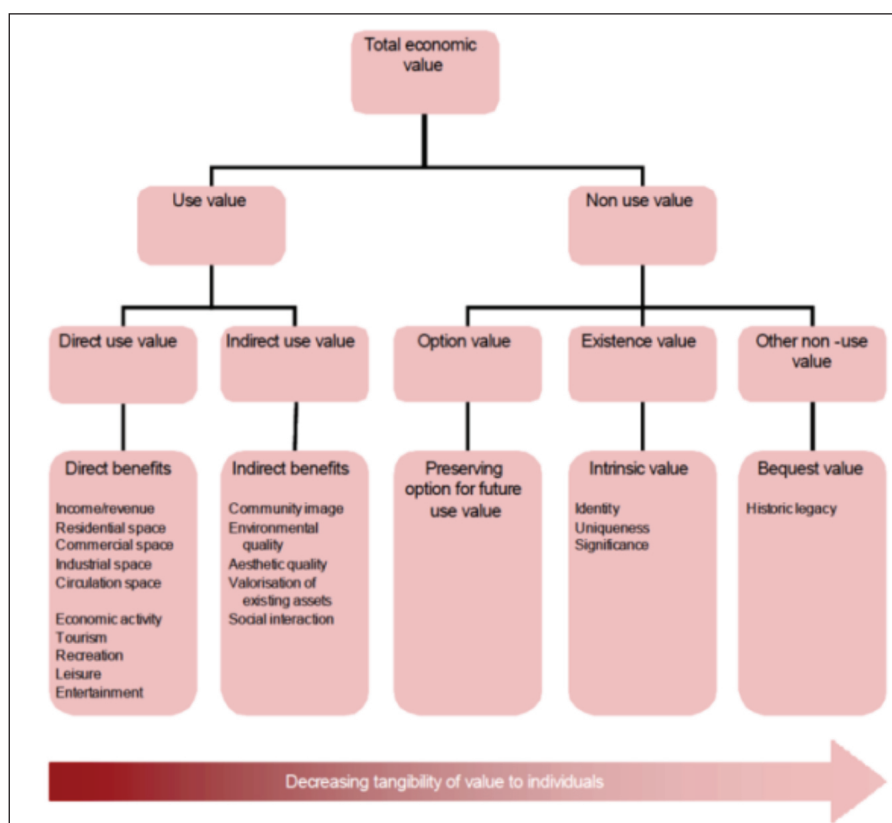 Total economic
value
Use value
Non use value
Direct use value
Indirect use value
Option value
Existence value
Other non -use
value
Direct benefits
Income/revenue
Residential space
Commercial space
Industrial space
Circulation space
Economic activity
Tourism
Recreation
Leisure
Entertainment
Indirect benefits
Community image
Environmental
quality
Aesthetic quality
Valorisation of
existing assets
Social interaction
Preserving
option for future
use value
Intrinsic value
Identity
Uniqueness
Significance
Bequest value
Historic legacy
Decreasing tangibility of value to individuals